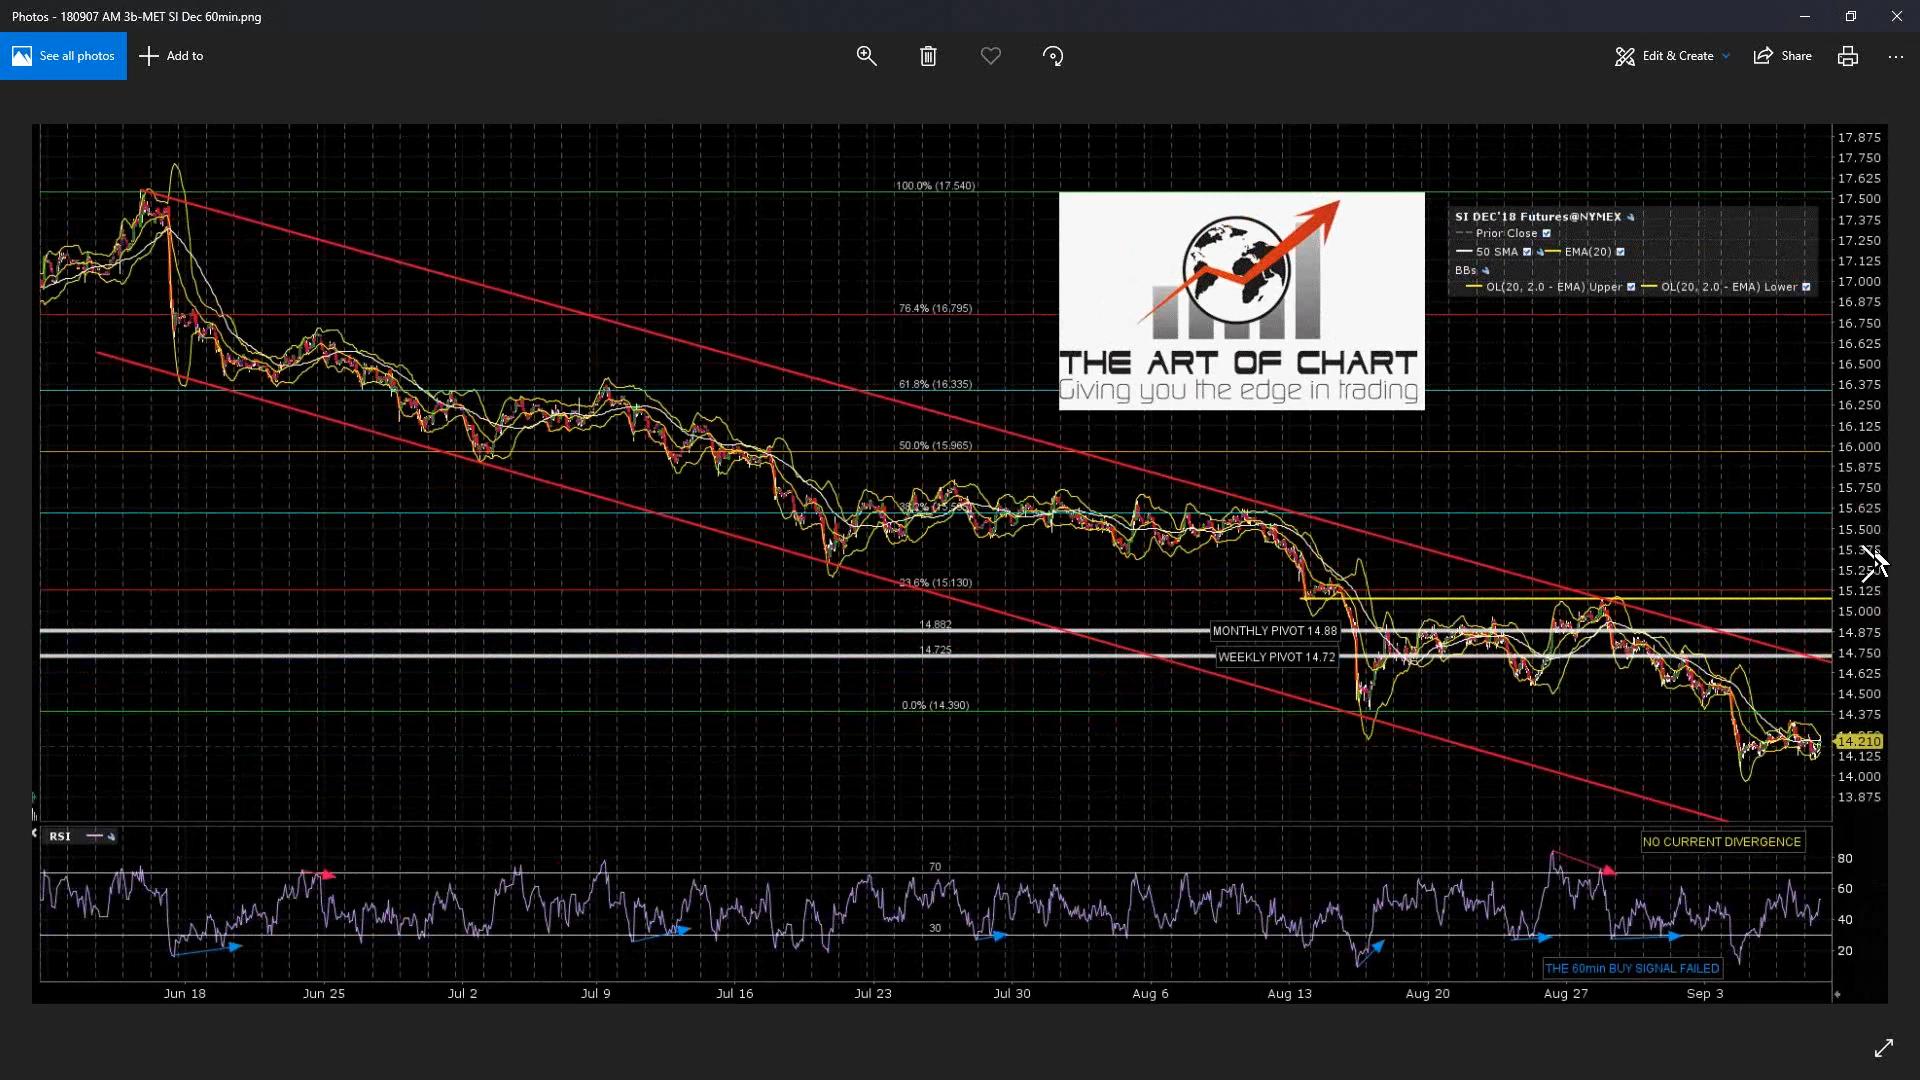 Photos - 180907 AM 3b-MET SI Dec 60min.png
See all photos
Add to
Edit & Create
Share
17.875
17.750
17.625
17.500
17.375
17.250
17.125
17.000
16.875
16.750
16.625
16.500
16.375
16.250
16.125
16.000
15.875
15.750
15.625
15.500
15.375
15.125
15.000
14.875
14.750
14.625
14.500
14.375
14.210
14.125
14.000
13.875
100.0% (17.540)
76.4% (16.795)
61.8% (16.335)
50.0% (15.965)
23.6% (15.130)
14.882
14.725
0.0% (14.390)
THE ART OF CHART
Giving you the edge in trading
SI DEC'18 Futures@NYMEX
Prior Close
50 SMA EMA(20)
BBs
OL(20, 2.0 - EMA) Upper OL(20, 2.0 - EMA) Lower
MONTHLY PIVOT 14.88
WEEKLY PIVOT 14.72
RSI
NO CURRENT DIVERGENCE
70
30
80
60
40
20
THE 60min BUY SIGNAL FAILED
Jun 18 Jun 25 Jul 2 Jul 9 Jul 16 Jul 23 Jul 30 Aug 6 Aug 13 Aug 20 Aug 27 Sep 3